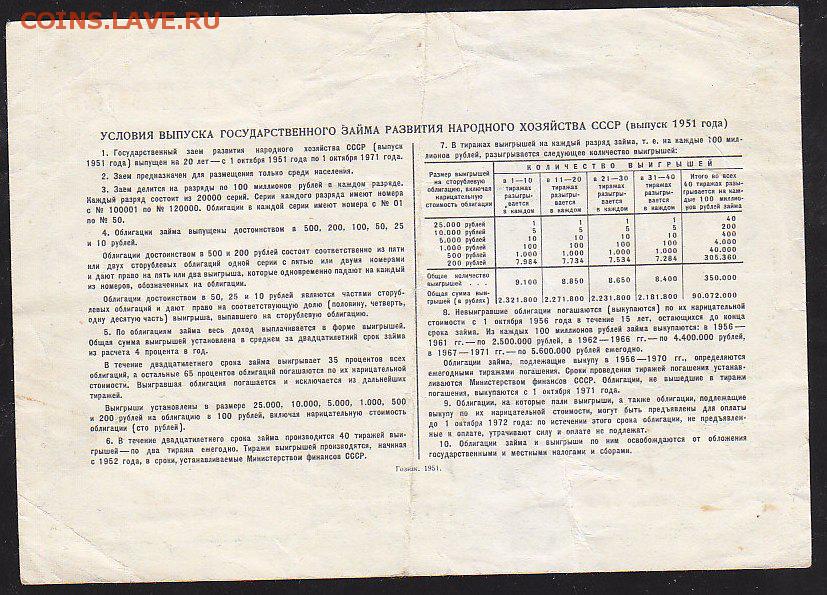 COINS.LAVE.RU
УСЛОВИЯ ВЫПУСКА ГОСУДАРСТВЕННОГО ЗАЙМА РАЗВИТИЯ НАРОДНОГО ХОЗЯЙСТВА СССР (выпуск 1951 года)
1. Государственный заем развития народного хозяйства СССР (выпуск
1951 года) выпущен на 20 лет — с 1 октября 1951 года по 1 октября 1971 года.
2. Заем предназначен для размещения только среди населения.
3. Заем делится на разряды по 100 миллионов рублей в каждом разряде.
Каждый разряд состоит из 20000 серий. Серии каждого разряда имеют номера
с № 100001 по № 120000. Облигации в каждой серии имеют номера с № 01
по № 50.
4. Облигации займа выпущены достоинством в 500, 200, 100, 50, 25
и 10 рублей.
Облигации достоинством в 500 и 200 рублей состоят соответственно из пяти
или двух сторублевых облигаций одной серии с пятью или двумя номерами
и дают право на пять или два выигрыша, которые одновременно падают на каждый
из номеров, обозначенных на облигации.
Облигации достоинством в 50, 25 и 10 рублей являются частями сторуб-
левых облигаций и дают право на соответствующую долю (половину, четверть,
одну десятую часть) выигрыша, выпавшего на сторублевую облигацию.
5. По облигациям займа весь доход выплачивается в форме выигрышей.
Общая сумма выигрышей установлена в среднем за двадцатилетний срок займа
из расчета 4 процента в год.
В течение двадцатилетнего срока займа выигрывает 35 процентов всех
облигаций, а остальные 65 процентов облигаций погашаются по их нарицательной
стоимости. Выигравшая облигация погашается и исключается из дальнейших
тиражей.
Выигрыши установлены в размере 25.000, 10.000, 5.000, 1.000, 500
и 200 рублей на облигацию в 100 рублей, включая нарицательную стоимость
облигации (сто рублей).
6. В течение двадцатилетнего срока займа производится 40 тиражей выи-
грышей — по два тиража ежегодно. Тиражи выигрышей производятся, начиная
с 1952 года, в сроки, устанавливаемые Министерством финансов СССР.
7. В тиражах выигрышей на каждый разряд займа, т. е. на каждые 100 мил-
лионов рублей, разыгрывается следующее количество выигрышей:
Размер выигрышей
на сторублевую
облигацию, включая
нарицательную
стоимость облигации
КОЛИЧЕСТВО ВЫИГРЫШЕЙ
в 1—10
тиражах
разыгры-
вается
в каждом
в 11—20
тиражах
разыгры-
вается
в каждом
в 21—30
тиражах
разыгры-
вается
в каждом
в 31—40
тиражах
разыгры-
вается
в каждом
Итого во всех
40 тиражах разы-
грывается на каж-
дые 100 миллио-
нов рублей займа
25.000 рублей 1 1 1 1 40
10.000 рублей 5 5 5 5 200
5.000 рублей 10 10 10 10 400
1.000 рублей 100 100 100 100 4.000
500 рублей 1.000 1.000 1.000 1.000 40.000
200 рублей 7.984 7.734 7.534 7.284 305.360
Общее количество
выигрышей . . . 9.100 8.850 8.650 8.400 350.000
Общая сумма выи-
грышей (в рублях) 2.321.800 2.271.800 2.231.800 2.181.800 90.072.000
8. Невыигравшие облигации погашаются (выкупаются) по их нарицательной
стоимости с 1 октября 1956 года в течение 15 лет, остающихся до конца
срока займа. Из каждых 100 миллионов рублей займа выкупаются: в 1956—
1961 гг. — по 2.500.000 рублей, в 1962—1966 гг. — по 4.400.000 рублей,
в 1967—1971 гг. — по 5.600.000 рублей ежегодно.
Облигации займа, подлежащие выкупу в 1956—1970 гг., определяются
ежегодными тиражами погашения. Сроки проведения тиражей погашения устанав-
ливаются Министерством финансов СССР. Облигации, не вышедшие в тиражи
погашения, выкупаются с 1 октября 1971 года.
9. Облигации, на которые пали выигрыши, а также облигации, подлежащие
выкупу по их нарицательной стоимости, могут быть предъявлены для оплаты
до 1 октября 1972 года; по истечении этого срока облигации, не предъявлен-
ные к оплате, утрачивают силу и оплате не подлежат.
10. Облигации займа и выигрыши по ним освобождаются от обложения
государственными и местными налогами и сборами.
Гознак. 1951.